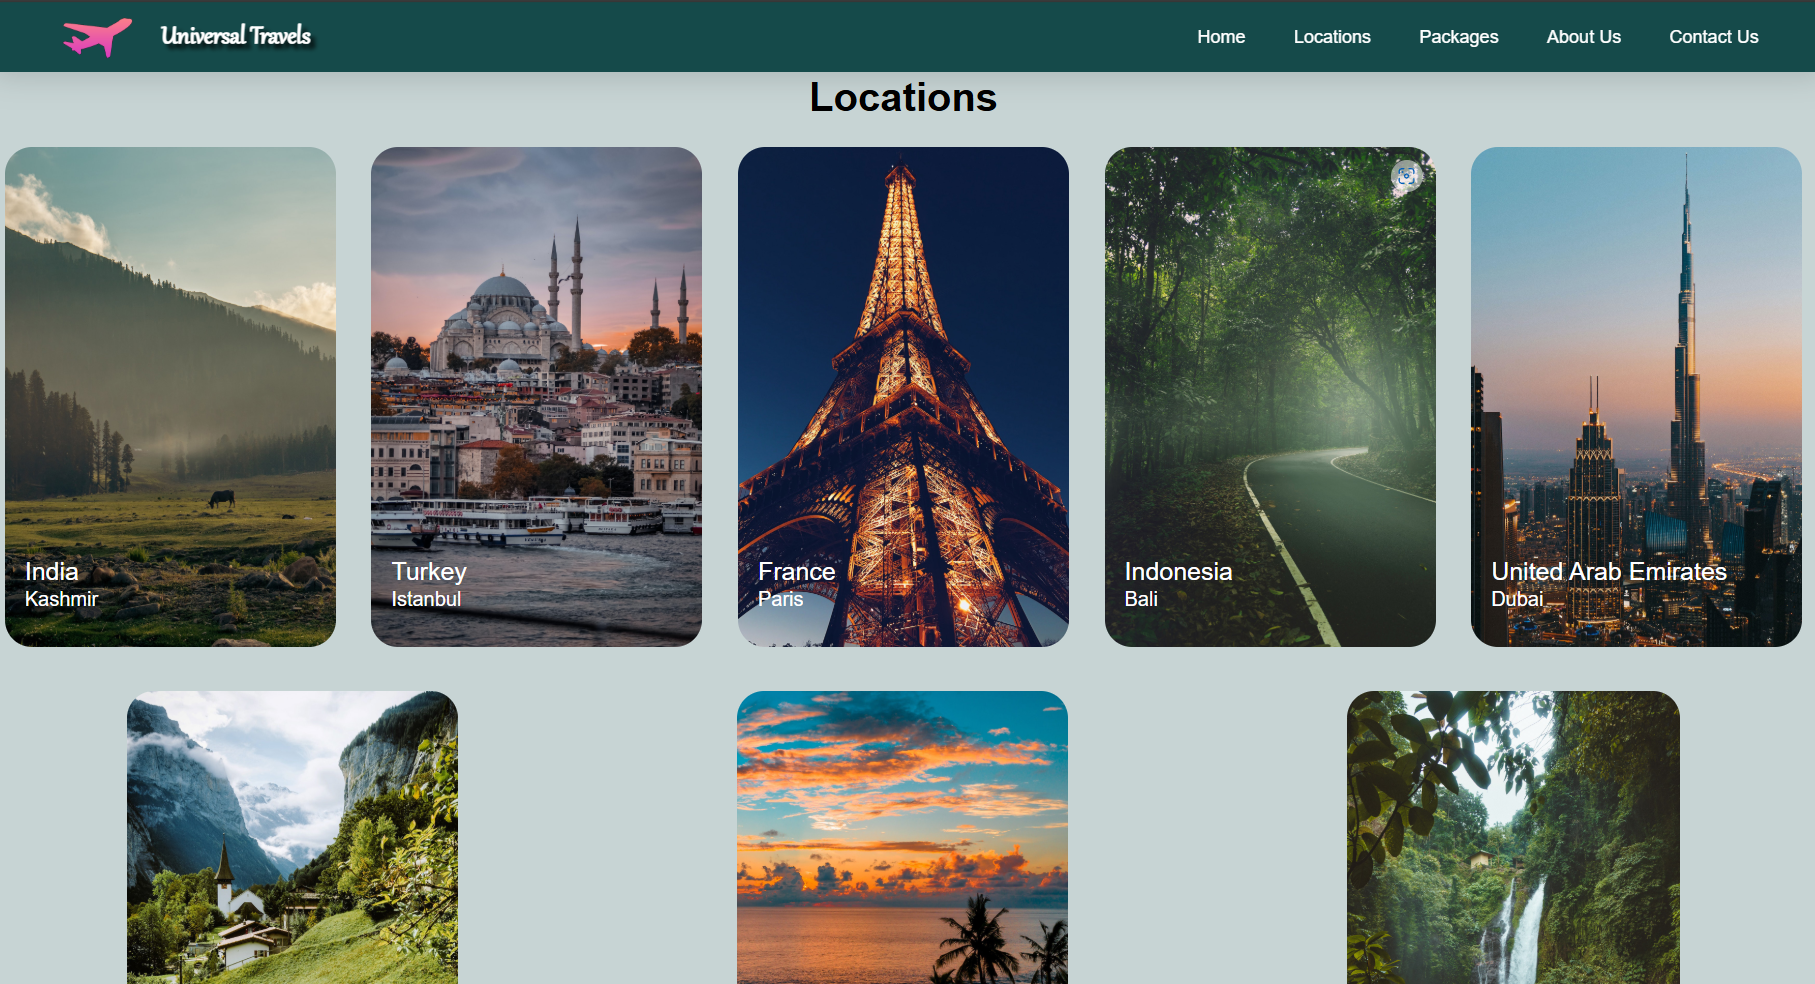 Universal Travels
Home
Locations
Packages
About Us
Contact Us
Locations
India
Kashmir
Turkey
Istanbul
France
Paris
Indonesia
Bali
United Arab Emirates
Dubai